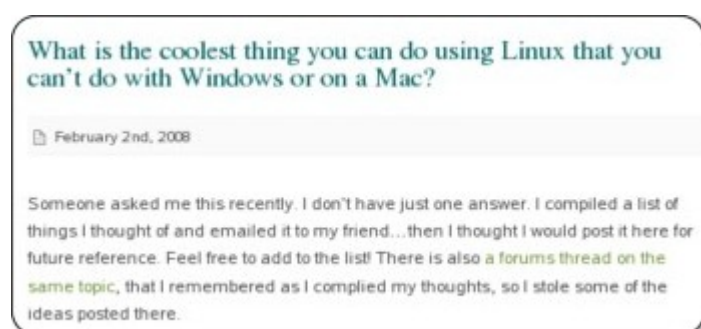 What is the coolest thing you can do using Linux that you
can't do with Windows or on a Mac?
February 2nd, 2008
Someone asked me this recently. I don't have just one answer. I compiled a list of
things I thought of and emailed it to my friend...then I thought I would post it here for
future reference. Feel free to add to the list! There is also a forums thread on the
same topic, that I remembered as I complied my thoughts, so I stole some of the
ideas posted there.